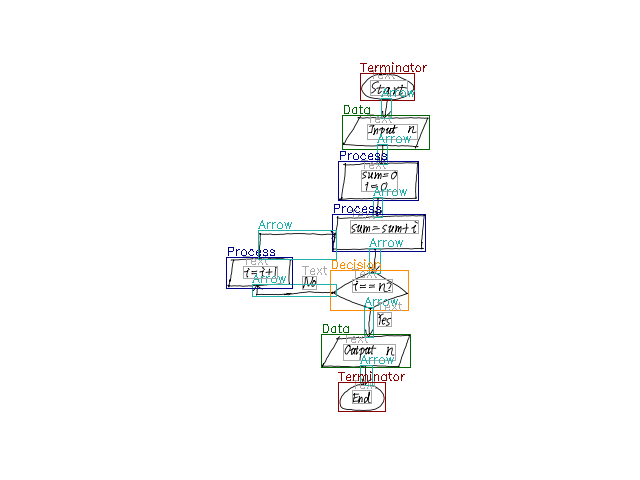 Terminator
Text
Start
Arrow
Data
Text
Input n
Arrow
Process
Text
sum=0
i=0
Arrow
Process
sum=sum+i
Arrow
Arrow
Process
Text
i=i+1
Arrow
Text
No
Decision
Text
i==n?
Arrow
Text
Yes
Data
Text
Output n
Arrow
Terminator
Text
End